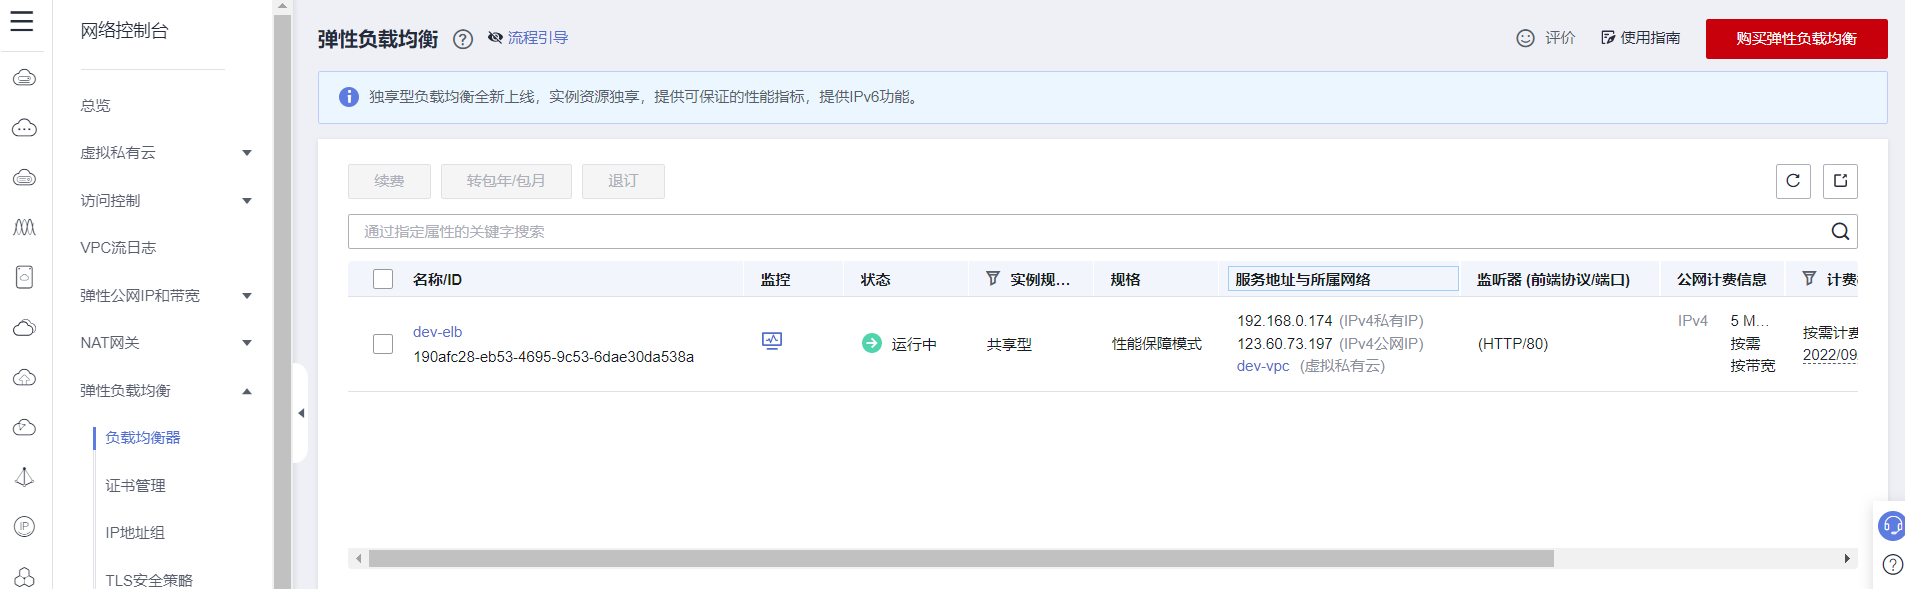 网络控制台
总览
虚拟私有云
访问控制
VPC流日志
弹性公网IP和带宽
NAT网关
弹性负载均衡
负载均衡器
证书管理
IP地址组
TLS安全策略
弹性负载均衡 ? 流程引导
评价 使用指南 购买弹性负载均衡
独享型负载均衡全新上线，实例资源独享，提供可保证的性能指标，提供IPv6功能。
续费 转包年/包月 退订
通过指定属性的关键字搜索
名称/ID 监控 状态 实例规... 规格 服务地址与所属网络 监听器 (前端协议/端口) 公网计费信息 计费
dev-elb
190afc28-eb53-4695-9c53-6dae30da538a
运行中 共享型 性能保障模式
192.168.0.174 (IPv4私有IP)
123.60.73.197 (IPv4公网IP)
dev-vpc (虚拟私有云)
(HTTP/80)
IPv4 5 M...
按需
按带宽
按需计费
2022/09
IP
?